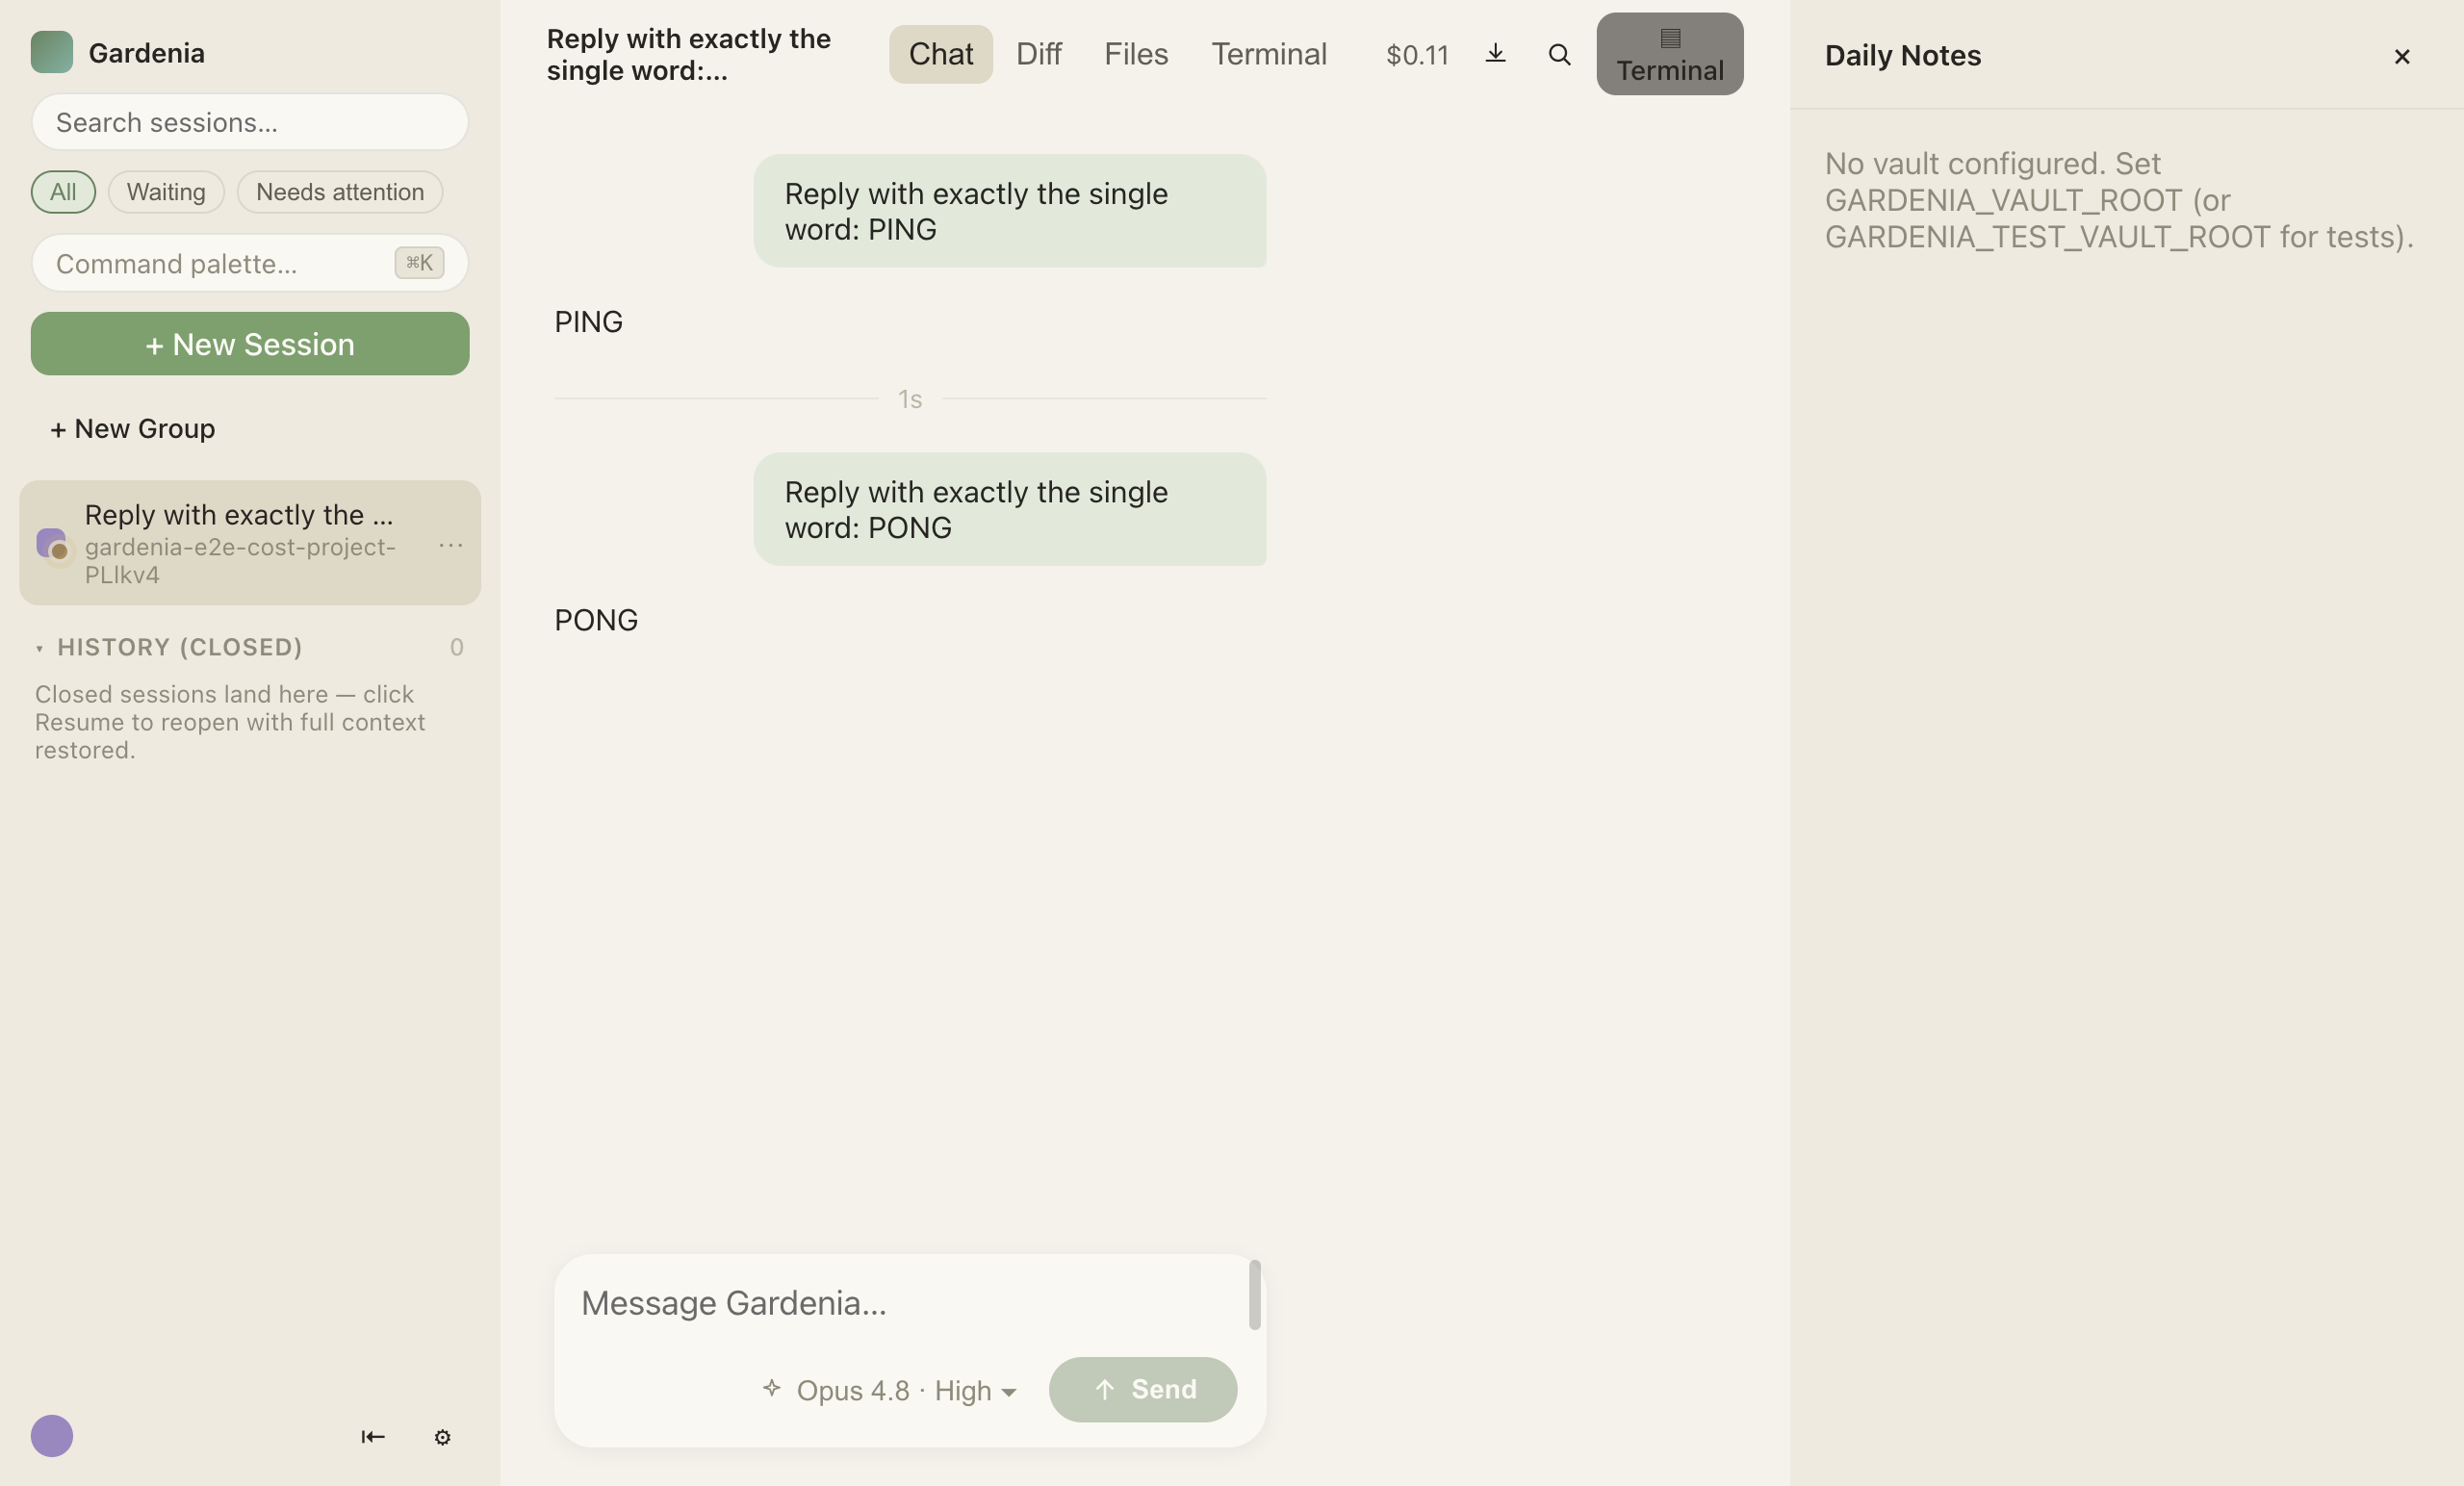 Gardenia
Search sessions...
All Waiting Needs attention
Command palette... ⌘K
+ New Session
+ New Group
Reply with exactly the ...
gardenia-e2e-cost-project-
PLlkv4
HISTORY (CLOSED) 0
Closed sessions land here — click
Resume to reopen with full context
restored.
Reply with exactly the
single word:...
Chat Diff Files Terminal $0.11
Terminal
Reply with exactly the single
word: PING
PING
1s
Reply with exactly the single
word: PONG
PONG
Message Gardenia...
Opus 4.8 · High
Send
Daily Notes
No vault configured. Set
GARDENIA_VAULT_ROOT (or
GARDENIA_TEST_VAULT_ROOT for tests).